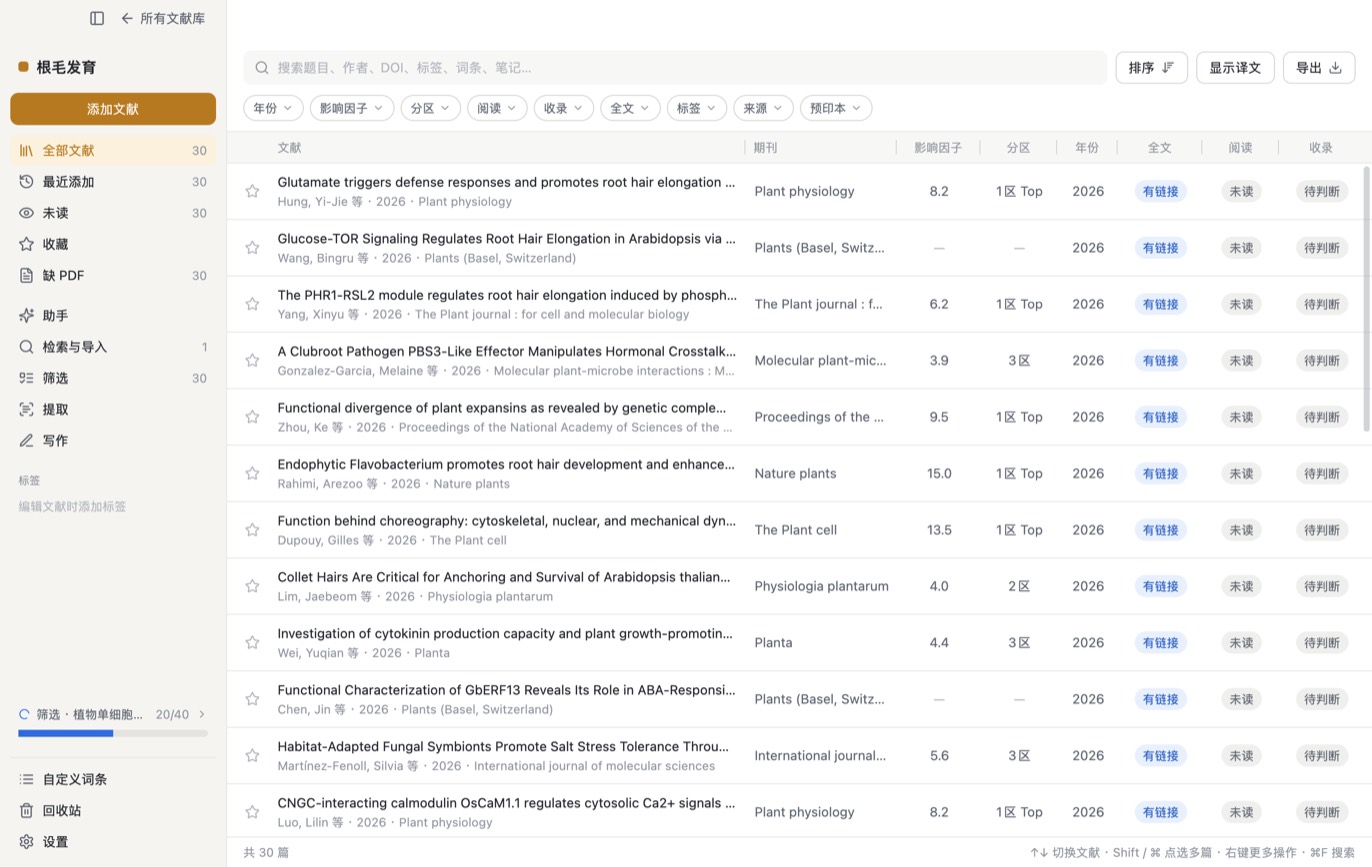 所有文献库
根毛发育
添加文献
全部文献 30
最近添加 30
未读 30
收藏
缺 PDF 30
助手
检索与导入 1
筛选 30
提取
写作
标签
编辑文献时添加标签
筛选 · 植物单细胞... 20/40
自定义词条
回收站
设置
搜索题目、作者、DOI、标签、词条、笔记...
排序
显示译文
导出
年份 影响因子 分区 阅读 收录 全文 标签 来源 预印本
文献 期刊 影响因子 分区 年份 全文 阅读 收录
Glutamate triggers defense responses and promotes root hair elongation ...
Hung, Yi-Jie 等 · 2026 · Plant physiology
Plant physiology 8.2 1区 Top 2026 有链接 未读 待判断
Glucose-TOR Signaling Regulates Root Hair Elongation in Arabidopsis via ...
Wang, Bingru 等 · 2026 · Plants (Basel, Switzerland)
Plants (Basel, Switz... — — 2026 有链接 未读 待判断
The PHR1-RSL2 module regulates root hair elongation induced by phosph...
Yang, Xinyu 等 · 2026 · The Plant journal : for cell and molecular biology
The Plant journal : f... 6.2 1区 Top 2026 有链接 未读 待判断
A Clubroot Pathogen PBS3-Like Effector Manipulates Hormonal Crosstalk...
Gonzalez-Garcia, Melaine 等 · 2026 · Molecular plant-microbe interactions : M...
Molecular plant-mic... 3.9 3区 2026 有链接 未读 待判断
Functional divergence of plant expansins as revealed by genetic comple...
Zhou, Ke 等 · 2026 · Proceedings of the National Academy of Sciences of the ...
Proceedings of the ... 9.5 1区 Top 2026 有链接 未读 待判断
Endophytic Flavobacterium promotes root hair development and enhance...
Rahimi, Arezoo 等 · 2026 · Nature plants
Nature plants 15.0 1区 Top 2026 有链接 未读 待判断
Function behind choreography: cytoskeletal, nuclear, and mechanical dyn...
Dupouy, Gilles 等 · 2026 · The Plant cell
The Plant cell 13.5 1区 Top 2026 有链接 未读 待判断
Collet Hairs Are Critical for Anchoring and Survival of Arabidopsis thalian...
Lim, Jaebeom 等 · 2026 · Physiologia plantarum
Physiologia plantarum 4.0 2区 2026 有链接 未读 待判断
Investigation of cytokinin production capacity and plant growth-promotin...
Wei, Yuqian 等 · 2026 · Planta
Planta 4.4 3区 2026 有链接 未读 待判断
Functional Characterization of GbERF13 Reveals Its Role in ABA-Responsi...
Chen, Jin 等 · 2026 · Plants (Basel, Switzerland)
Plants (Basel, Switz... — — 2026 有链接 未读 待判断
Habitat-Adapted Fungal Symbionts Promote Salt Stress Tolerance Throu...
Martínez-Fenoll, Silvia 等 · 2026 · International journal of molecular sciences
International journal... 5.6 3区 2026 有链接 未读 待判断
CNGC-interacting calmodulin OsCaM1.1 regulates cytosolic Ca2+ signals ...
Luo, Lilin 等 · 2026 · Plant physiology
Plant physiology 8.2 1区 Top 2026 有链接 未读 待判断
共 30 篇
↑↓ 切换文献 · Shift / ⌘ 点选多篇 · 右键更多操作 · ⌘F 搜索